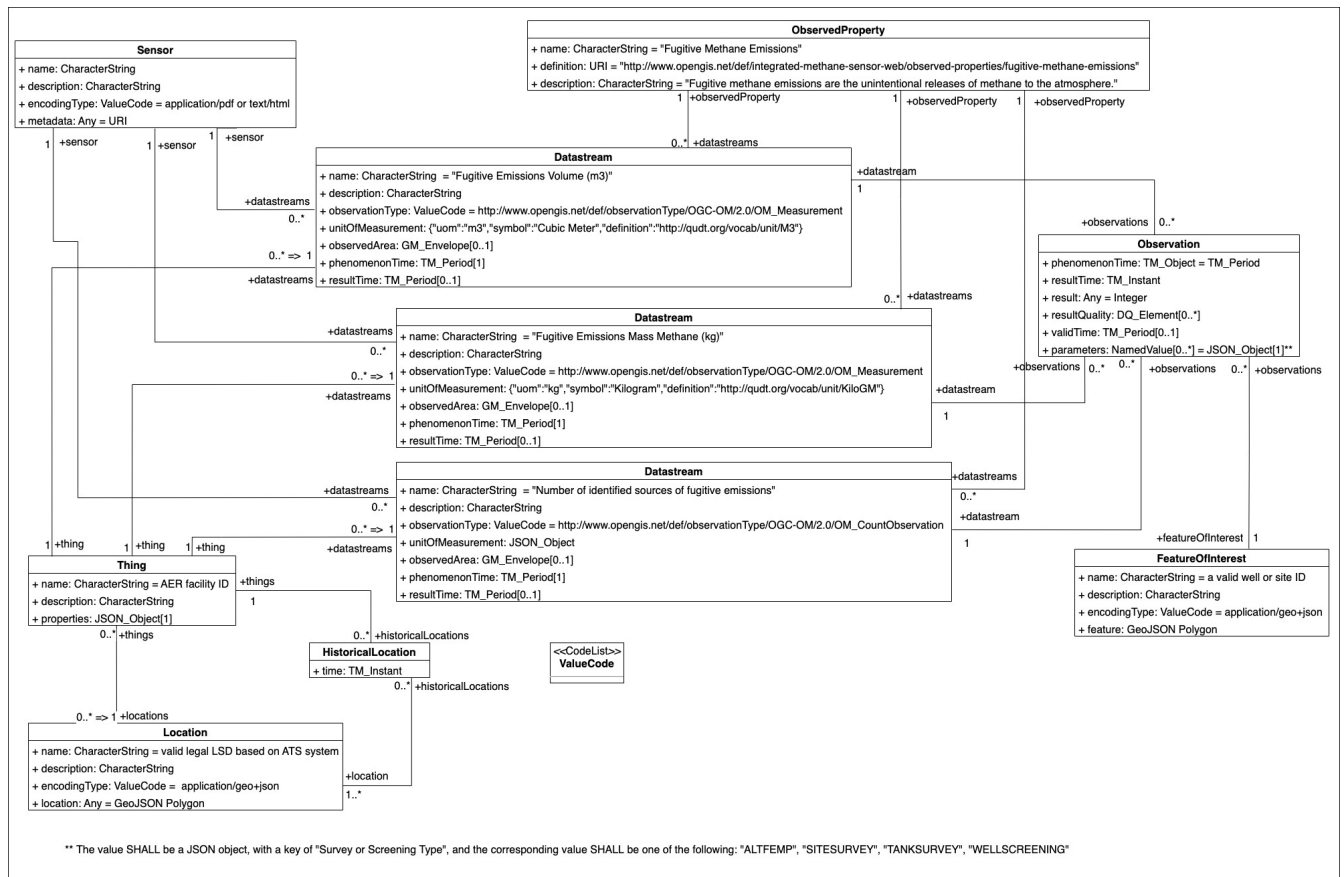 ObservedProperty
+ name: CharacterString = "Fugitive Methane Emissions"
+ definition: URI = "http://www.opengis.net/def/integrated-methane-sensor-web/observed-properties/fugitive-methane-emissions"
+ description: CharacterString = "Fugitive methane emissions are the unintentional releases of methane to the atmosphere."
Sensor
+ name: CharacterString
+ description: CharacterString
+ encodingType: ValueCode = application/pdf or text/html
+ metadata: Any = URI
1 +observedProperty
1 +observedProperty
1 +observedProperty
1 +sensor
1 +sensor
1 +sensor
0..* +datastreams
Datastream
+ name: CharacterString = "Fugitive Emissions Volume (m3)"
+ description: CharacterString
+ observationType: ValueCode = http://www.opengis.net/def/observationType/OGC-OM/2.0/OM_Measurement
+ unitOfMeasurement: {"uom":"m3","symbol":"Cubic Meter","definition":"http://qudt.org/vocab/unit/M3"}
+ observedArea: GM_Envelope[0..1]
+ phenomenonTime: TM_Period[1]
+ resultTime: TM_Period[0..1]
+datastreams
0..*
0..* => 1
+datastreams
+datastream
1
+observations 0..*
Observation
+ phenomenonTime: TM_Object = TM_Period
+ resultTime: TM_Instant
+ result: Any = Integer
+ resultQuality: DQ_Element[0..*]
+ validTime: TM_Period[0..1]
+ parameters: NamedValue[0..*] = JSON_Object[1]**
0..* +datastreams
Datastream
+ name: CharacterString = "Fugitive Emissions Mass Methane (kg)"
+ description: CharacterString
+ observationType: ValueCode = http://www.opengis.net/def/observationType/OGC-OM/2.0/OM_Measurement
+ unitOfMeasurement: {"uom":"kg","symbol":"Kilogram","definition":"http://qudt.org/vocab/unit/KiloGM"}
+ observedArea: GM_Envelope[0..1]
+ phenomenonTime: TM_Period[1]
+ resultTime: TM_Period[0..1]
+datastreams
0..*
0..* => 1
+datastreams
+datastream
1
+observations 0..*
0..* +observations
0..* +observations
Datastream
+ name: CharacterString = "Number of identified sources of fugitive emissions"
+ description: CharacterString
+ observationType: ValueCode = http://www.opengis.net/def/observationType/OGC-OM/2.0/OM_CountObservation
+ unitOfMeasurement: JSON_Object
+ observedArea: GM_Envelope[0..1]
+ phenomenonTime: TM_Period[1]
+ resultTime: TM_Period[0..1]
+datastreams
0..*
0..* => 1
+datastreams
+datastreams
0..*
+datastream
1
+featureOfInterest 1
FeatureOfInterest
+ name: CharacterString = a valid well or site ID
+ description: CharacterString
+ encodingType: ValueCode = application/geo+json
+ feature: GeoJSON Polygon
1 +thing
1 +thing
1 +thing
Thing
+ name: CharacterString = AER facility ID
+ description: CharacterString
+ properties: JSON_Object[1]
+things
1
0..* +things
0..* +historicalLocations
HistoricalLocation
+ time: TM_Instant
0..* +historicalLocations
<<CodeList>>
ValueCode
0..* => 1 +locations
Location
+ name: CharacterString = valid legal LSD based on ATS system
+ description: CharacterString
+ encodingType: ValueCode = application/geo+json
+ location: Any = GeoJSON Polygon
+location
1..*
** The value SHALL be a JSON object, with a key of "Survey or Screening Type", and the corresponding value SHALL be one of the following: "ALTFEMP", "SITESURVEY", "TANKSURVEY", "WELLSCREENING"